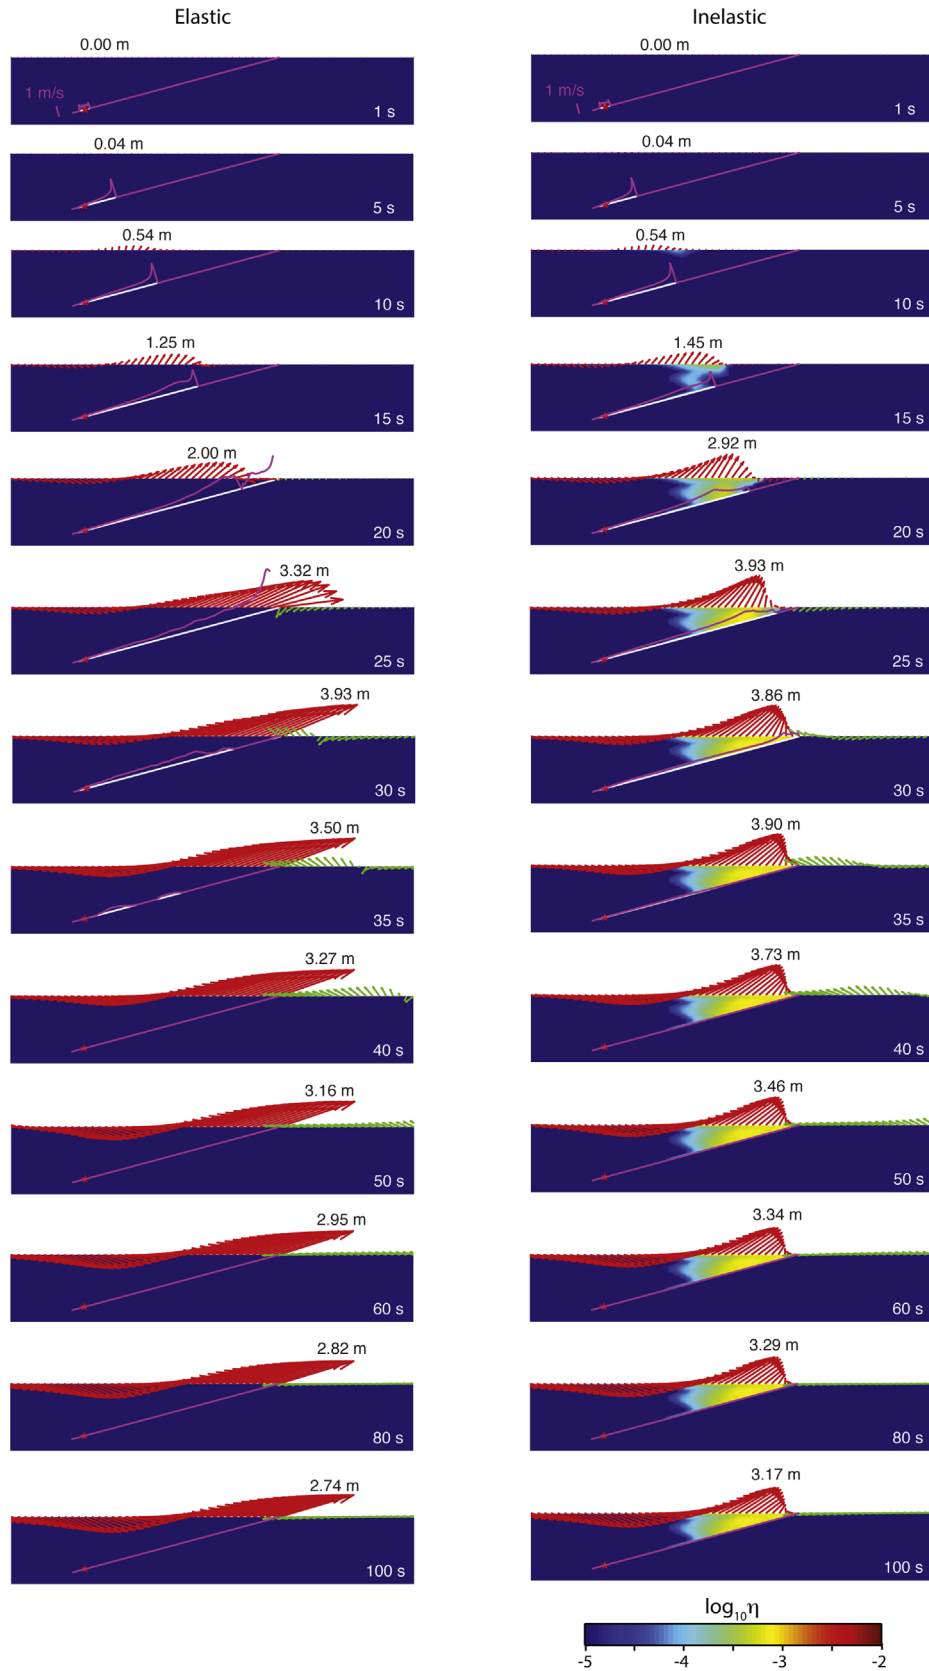 Elastic Inelastic
0.00 m 0.00 m
1 m/s 1 m/s
1 s 1 s
0.04 m 0.04 m
5 s 5 s
0.54 m 0.54 m
10 s 10 s
1.25 m 1.45 m
15 s 15 s
2.00 m 2.92 m
20 s 20 s
3.32 m 3.93 m
25 s 25 s
3.93 m 3.86 m
30 s 30 s
3.50 m 3.90 m
35 s 35 s
3.27 m 3.73 m
40 s 40 s
3.16 m 3.46 m
50 s 50 s
2.95 m 3.34 m
60 s 60 s
2.82 m 3.29 m
80 s 80 s
2.74 m 3.17 m
100 s 100 s
log₁₀η
-5 -4 -3 -2